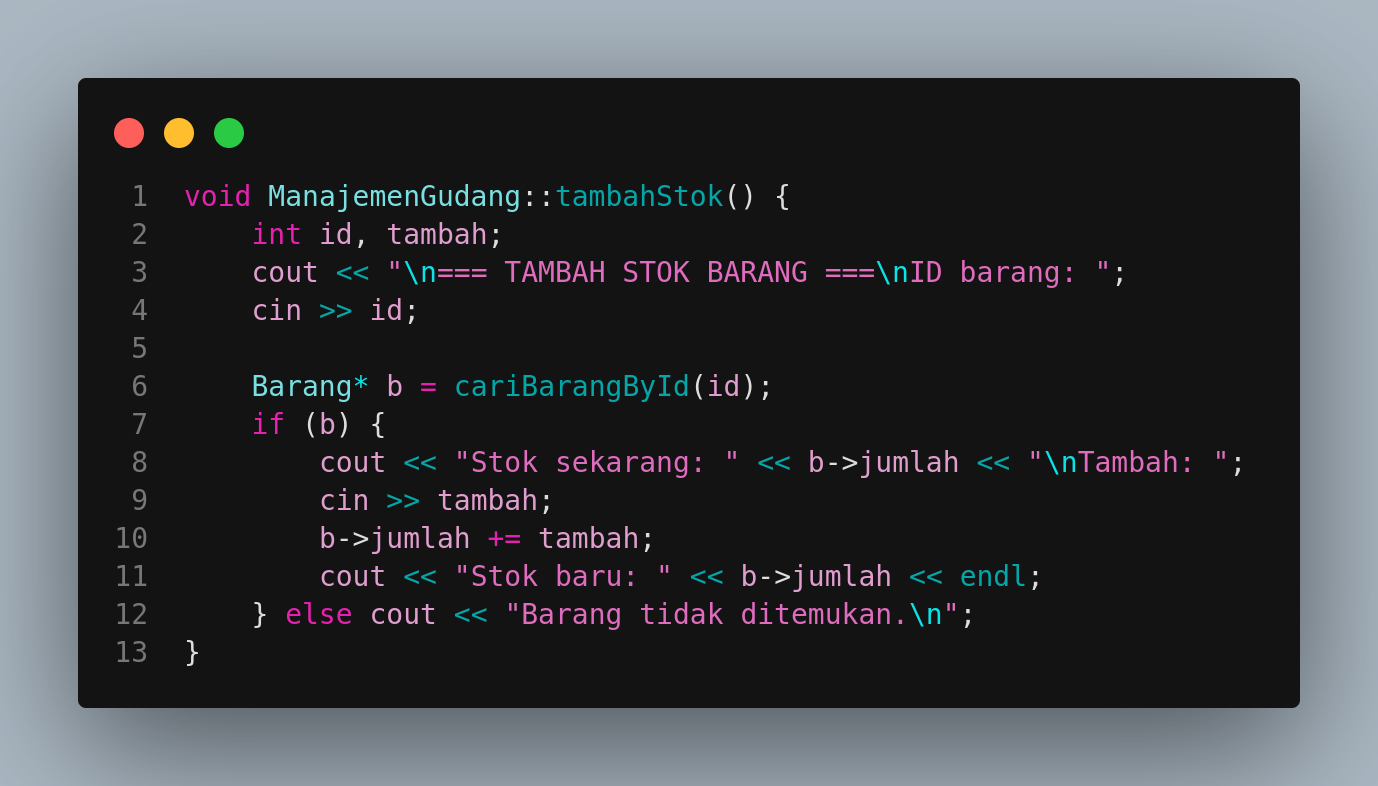 1 void ManajemenGudang::tambahStok() {
2     int id, tambah;
3     cout << "\n=== TAMBAH STOK BARANG ===\nID barang: ";
4     cin >> id;
5
6     Barang* b = cariBarangById(id);
7     if (b) {
8         cout << "Stok sekarang: " << b->jumlah << "\nTambah: ";
9         cin >> tambah;
10         b->jumlah += tambah;
11         cout << "Stok baru: " << b->jumlah << endl;
12     } else cout << "Barang tidak ditemukan.\n";
13 }